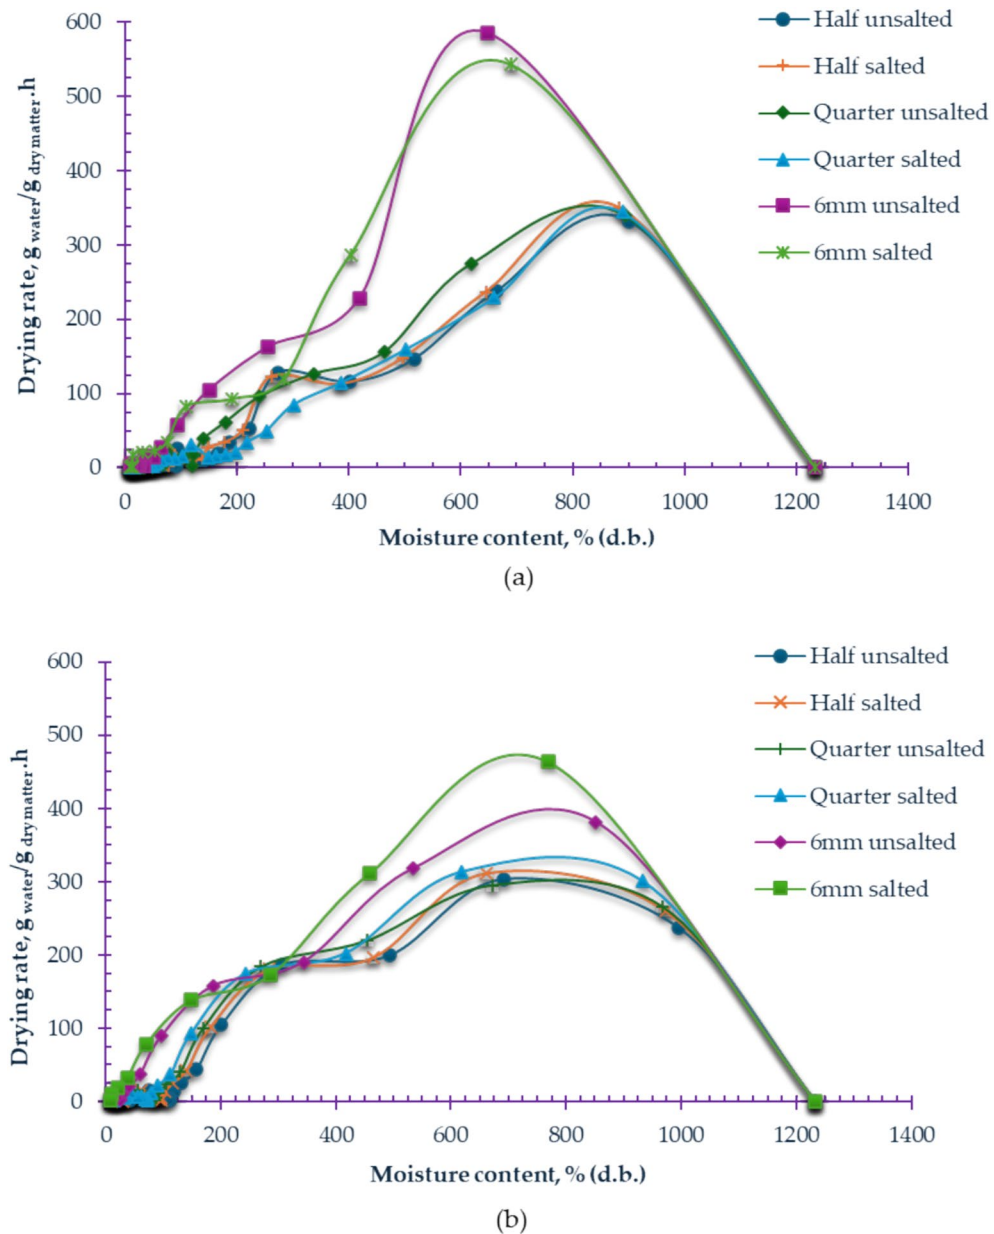 Drying rate, g water/g dry matter.h
600
500
400
300
200
100
0
0 200 400 600 800 1000 1200 1400
Moisture content, % (d.b.)
Half unsalted
Half salted
Quarter unsalted
Quarter salted
6mm unsalted
6mm salted
(a)
Drying rate, g water/g dry matter.h
600
500
400
300
200
100
0
0 200 400 600 800 1000 1200 1400
Moisture content, % (d.b.)
Half unsalted
Half salted
Quarter unsalted
Quarter salted
6mm unsalted
6mm salted
(b)